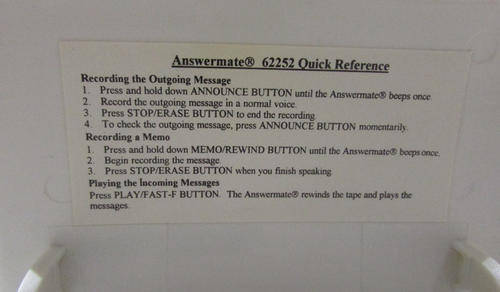 Answermate® 62252 Quick Reference
Recording the Outgoing Message
1. Press and hold down ANNOUNCE BUTTON until the Answermate® beeps once.
2. Record the outgoing message in a normal voice.
3. Press STOP/ERASE BUTTON to end the recording.
4. To check the outgoing message, press ANNOUNCE BUTTON momentarily.
Recording a Memo
1. Press and hold down MEMO/REWIND BUTTON until the Answermate® beeps once.
2. Begin recording the message.
3. Press STOP/ERASE BUTTON when you finish speaking.
Playing the Incoming Messages
Press PLAY/FAST-F BUTTON. The Answermate® rewinds the tape and plays the
messages.